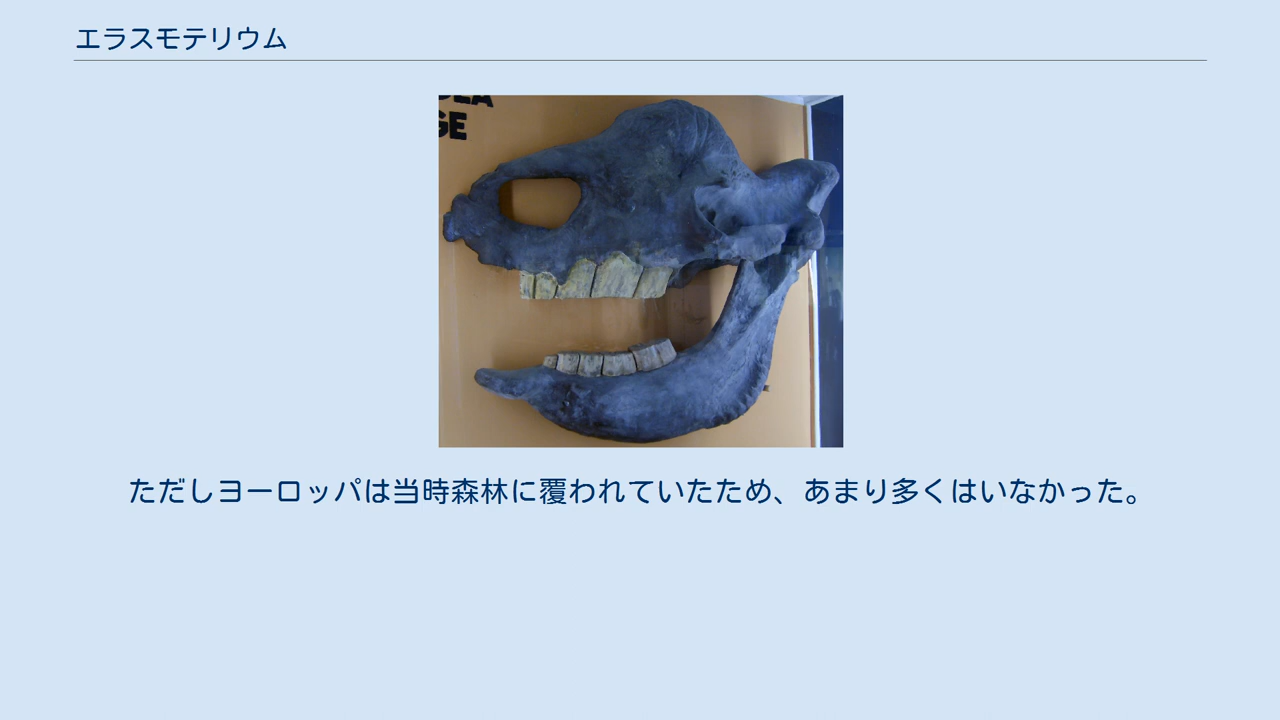 エラスモテリウム
GE
ただしヨーロッパは当時森林に覆われていたため、あまり多くはいなかった。